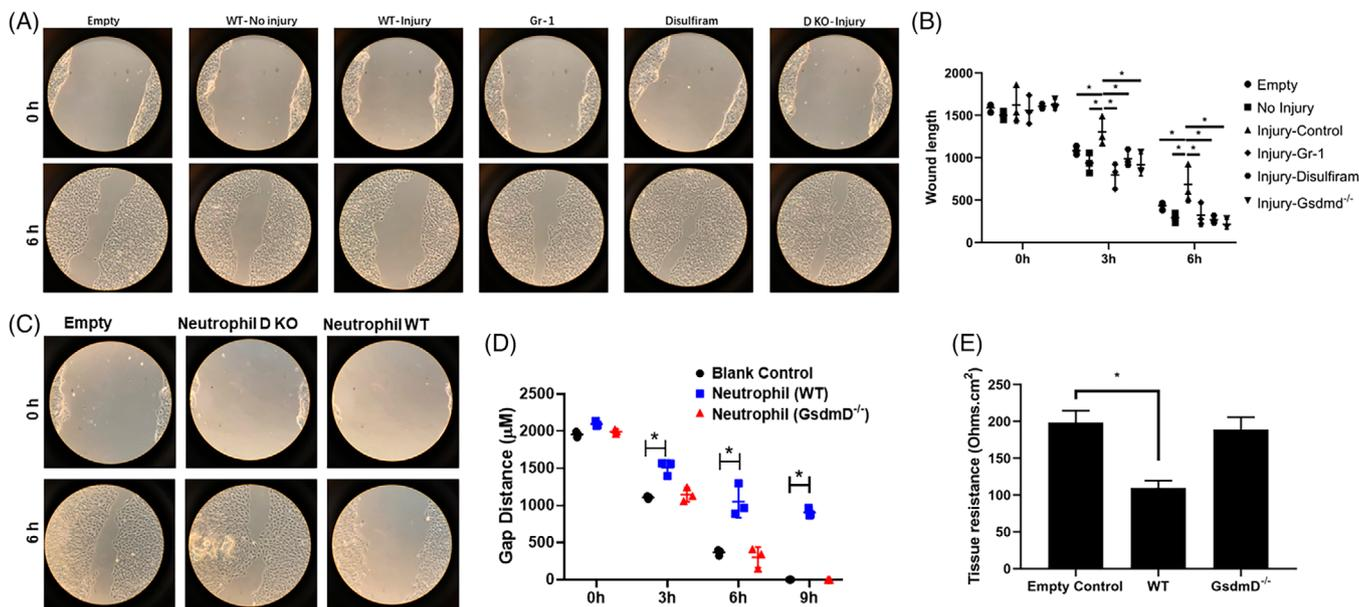 (A)
Empty WT-No injury WT-Injury Gr-1 Disulfiram D KO-Injury
0 h
6 h
(B)
Wound length
2000
1500
1000
500
0
0h 3h 6h
* * * * *
* * * * *
Empty
No Injury
Injury-Control
Injury-Gr-1
Injury-Disulfiram
Injury-Gsdmd-/-
(C)
Empty Neutrophil D KO Neutrophil WT
0 h
6 h
(D)
Blank Control
Neutrophil (WT)
Neutrophil (GsdmD-/-)
Gap Distance (µM)
2500
2000
1500
1000
500
0
* * *
0h 3h 6h 9h
(E)
Tissue resistance (Ohms.cm2)
250
200
150
100
50
0
*
Empty Control WT GsdmD-/-